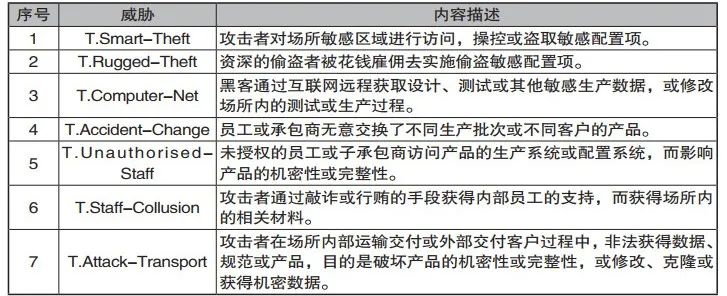 序号 威胁 内容描述
1 T.Smart-Theft 攻击者对场所敏感区域进行访问，操控或盗取敏感配置项。
2 T.Rugged-Theft 资深的偷盗者被花钱雇佣去实施偷盗敏感配置项。
3 T.Computer-Net 黑客通过互联网远程获取设计、测试或其他敏感生产数据，或修改
场所内的测试或生产过程。
4 T.Accident-Change 员工或承包商无意交换了不同生产批次或不同客户的产品。
5 T.Unauthorised-
Staff 未授权的员工或子承包商访问产品的生产系统或配置系统，而影响
产品的机密性或完整性。
6 T.Staff-Collusion 攻击者通过敲诈或行贿的手段获得内部员工的支持，而获得场所内
的相关材料。
7 T.Attack-Transport 攻击者在场所内部运输交付或外部交付客户过程中，非法获得数据、
规范或产品，目的是破坏产品的机密性或完整性，或修改、克隆或
获得机密数据。